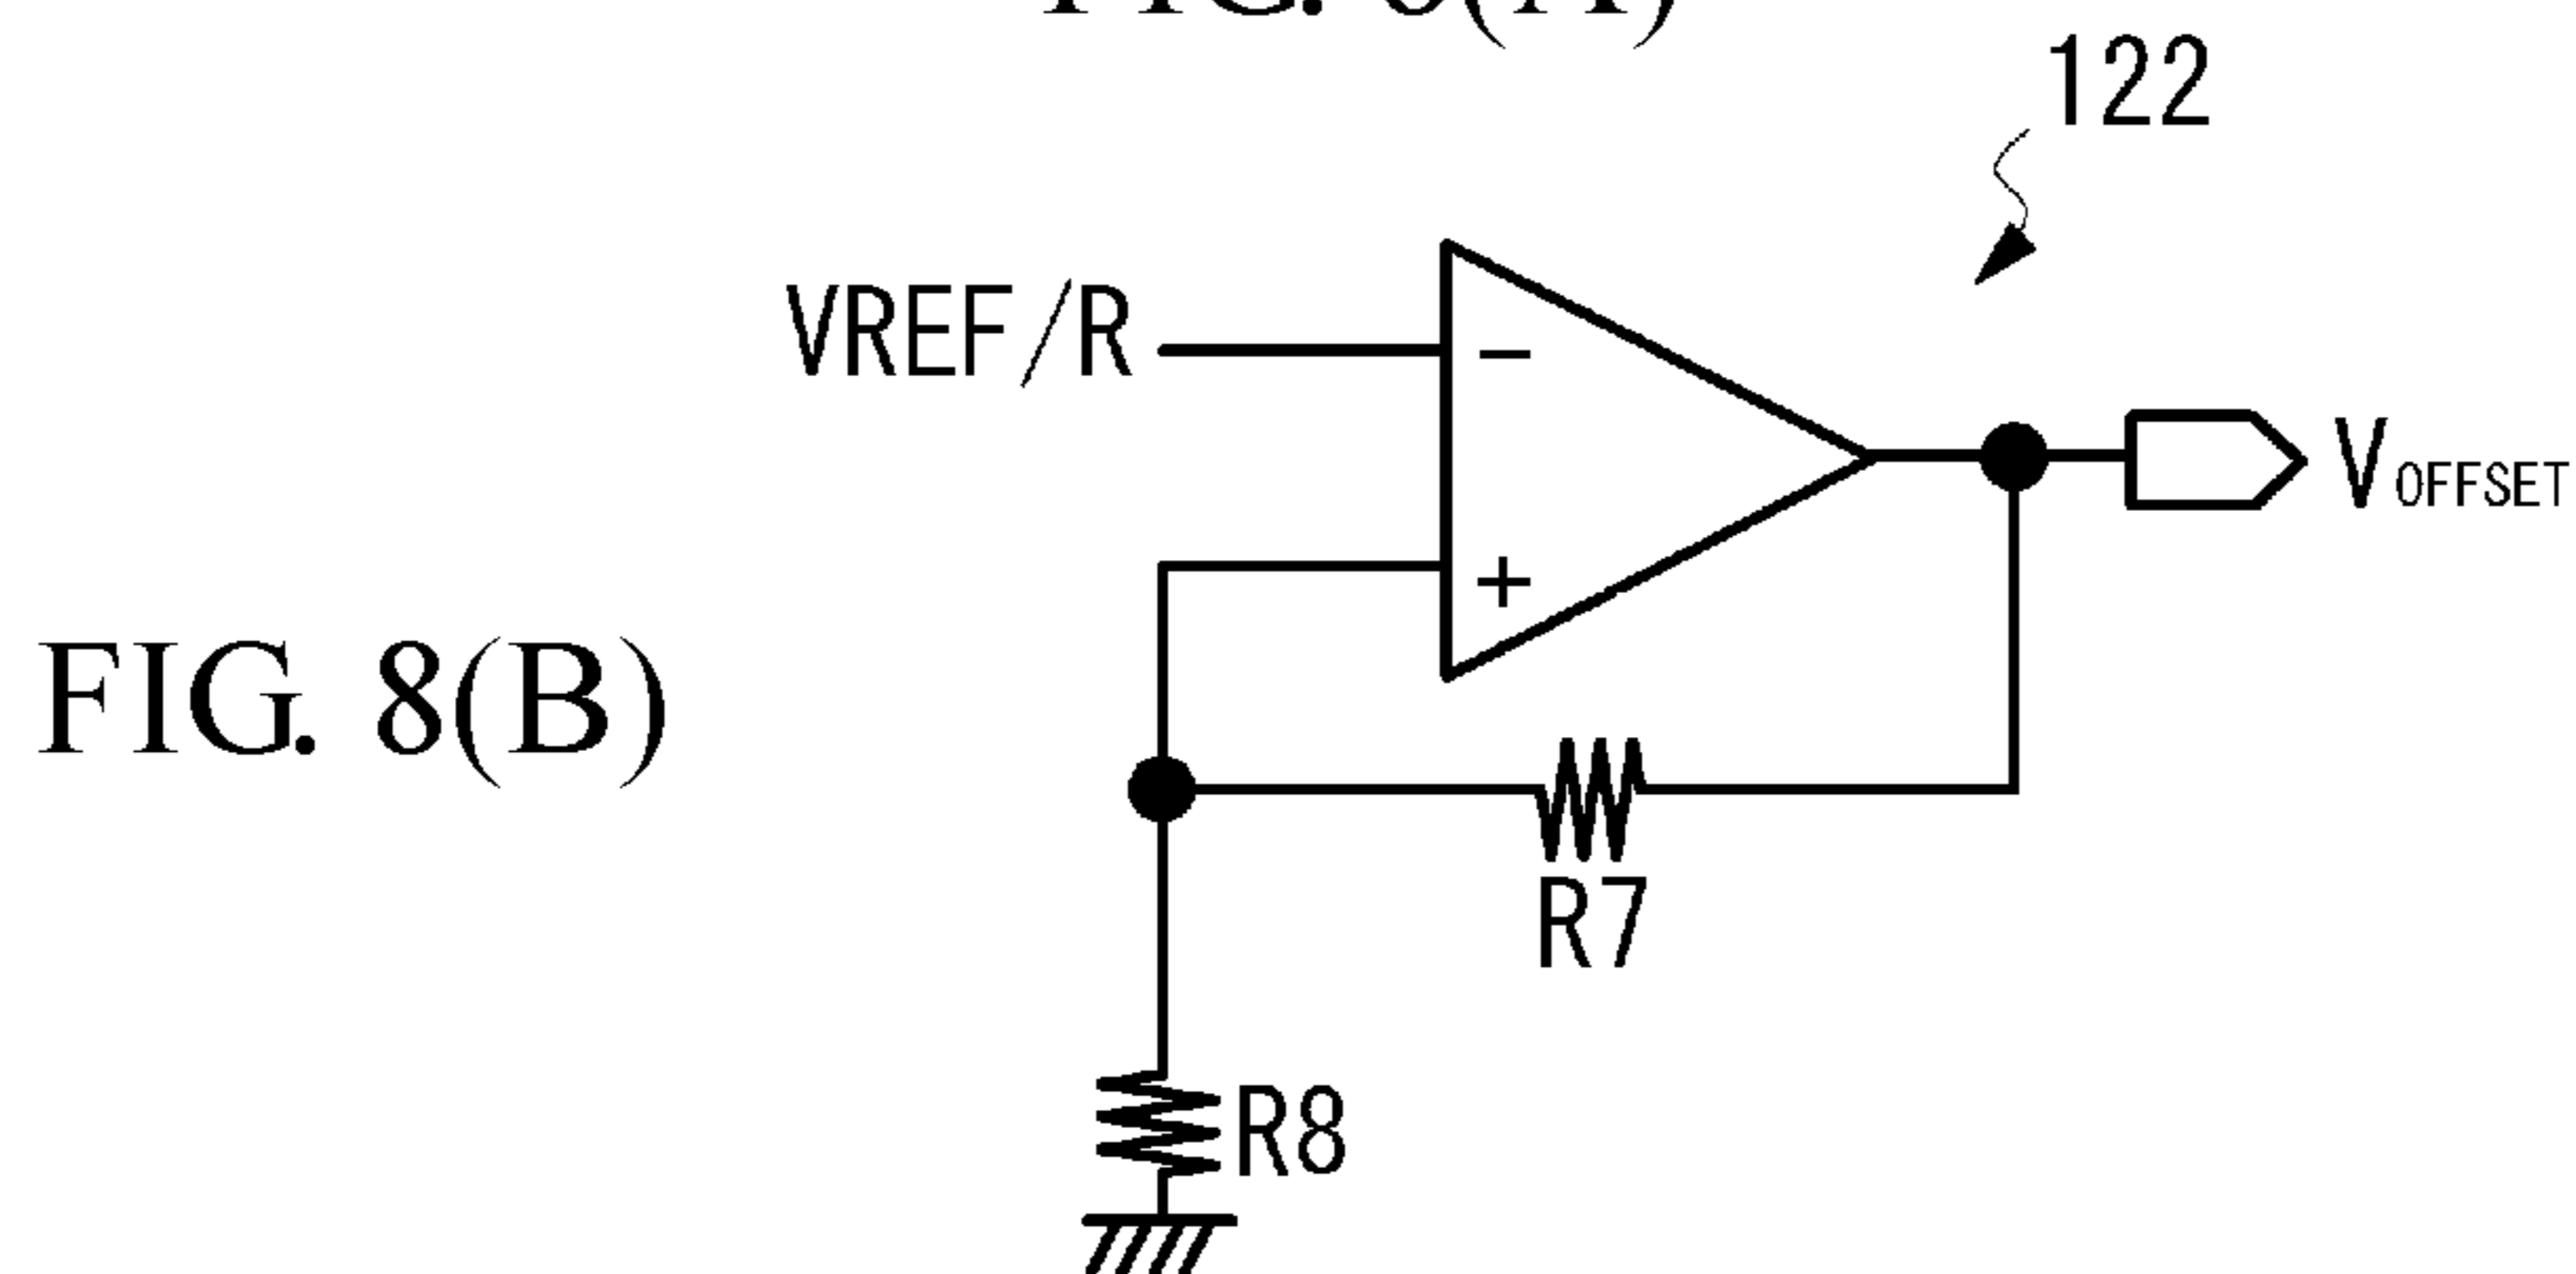 122
VREF/R
−
VOFFSET
+
FIG. 8(B)
R7
R8